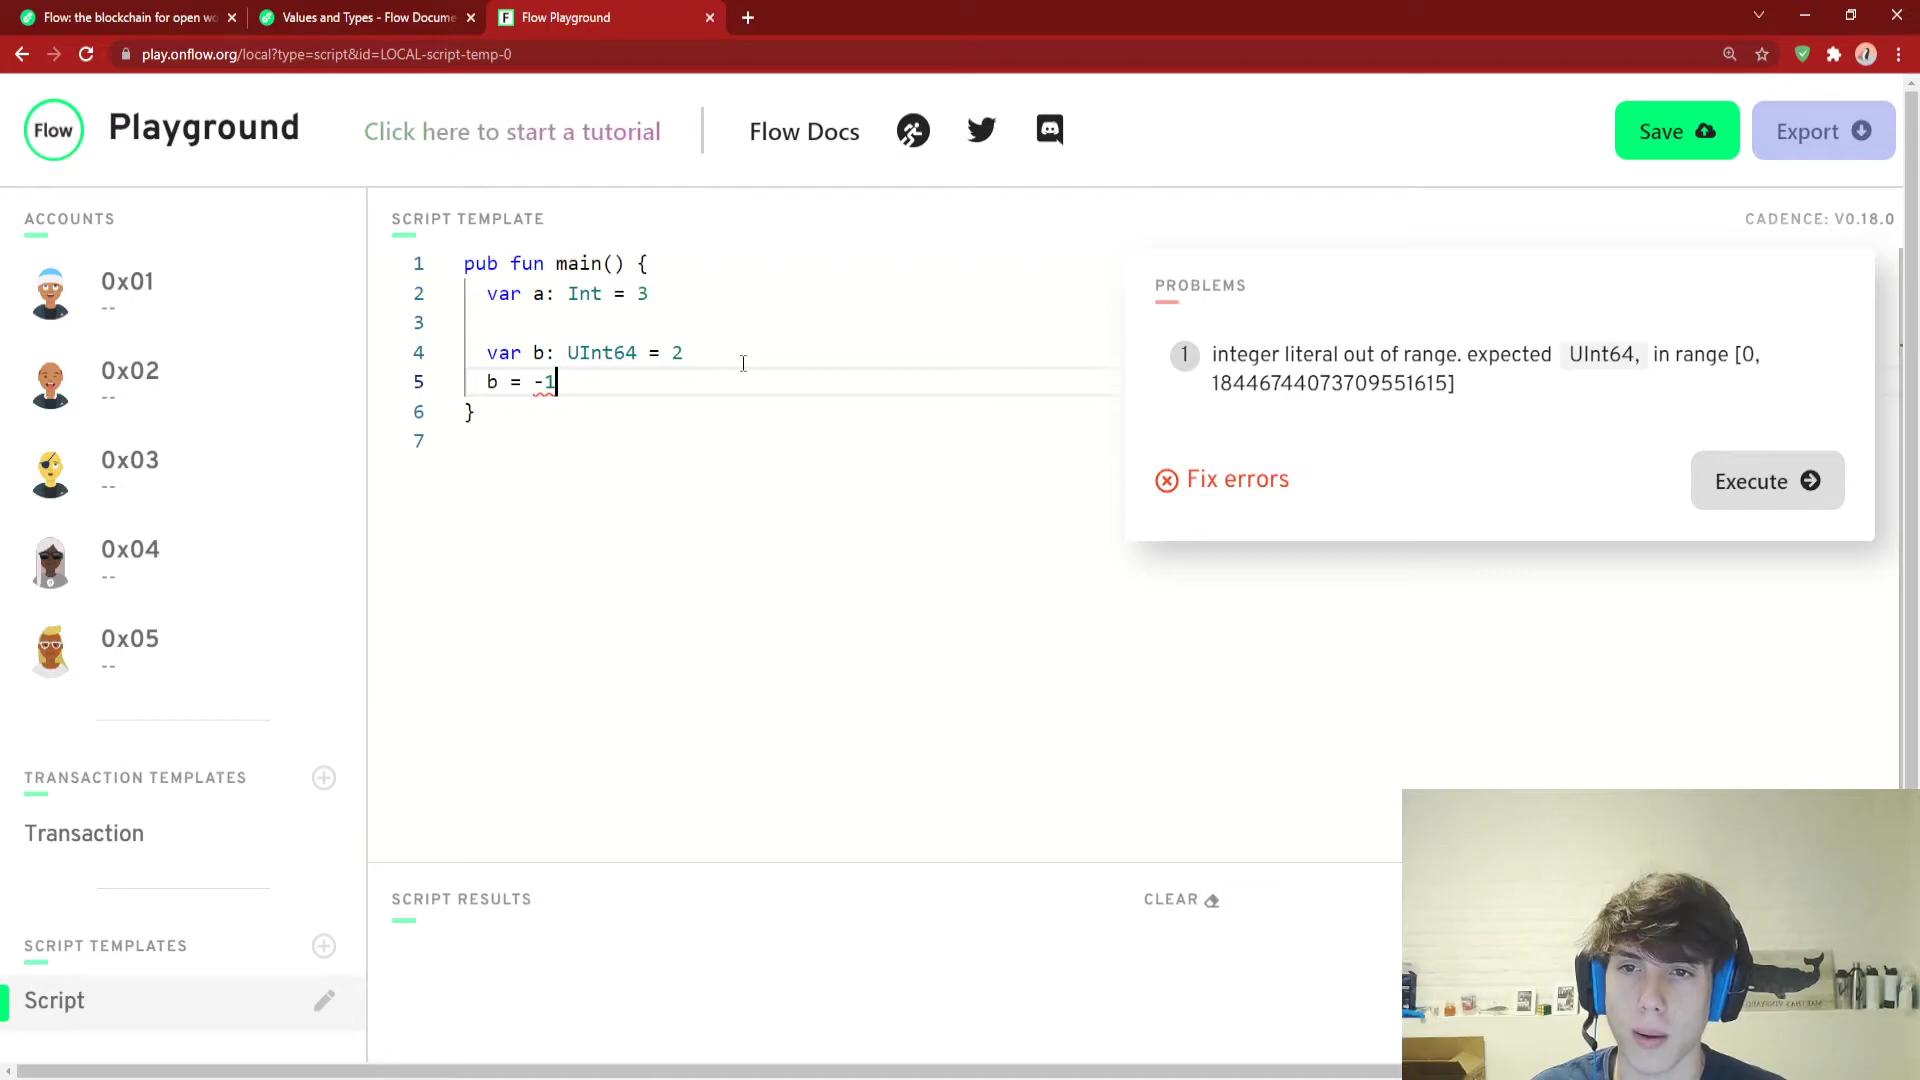 Flow: the blockchain for open wo
Values and Types - Flow Docume
F Flow Playground
play.onflow.org/local?type=script&id=LOCAL-script-temp-0
Flow Playground
Click here to start a tutorial
Flow Docs
Save
Export
ACCOUNTS
0x01
--
0x02
--
0x03
--
0x04
--
0x05
--
TRANSACTION TEMPLATES
Transaction
SCRIPT TEMPLATES
Script
SCRIPT TEMPLATE
CADENCE: V0.18.0
1 pub fun main() {
2 var a: Int = 3
3
4 var b: UInt64 = 2
5 b = -1
6 }
7
PROBLEMS
1 integer literal out of range. expected UInt64, in range [0,
18446744073709551615]
Fix errors
Execute
SCRIPT RESULTS
CLEAR